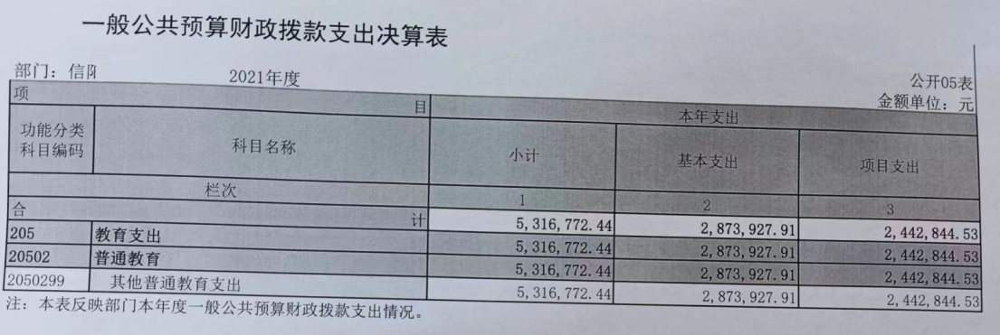 一般公共预算财政拨款支出决算表
部门：信阳 2021年度 公开05表
金额单位：元
项 目 本年支出
功能分类科目编码 科目名称 小计 基本支出 项目支出
栏次 1 2 3
合 计 5,316,772.44 2,873,927.91 2,442,844.53
205 教育支出 5,316,772.44 2,873,927.91 2,442,844.53
20502 普通教育 5,316,772.44 2,873,927.91 2,442,844.53
2050299 其他普通教育支出 5,316,772.44 2,873,927.91 2,442,844.53
注：本表反映部门本年度一般公共预算财政拨款支出情况。